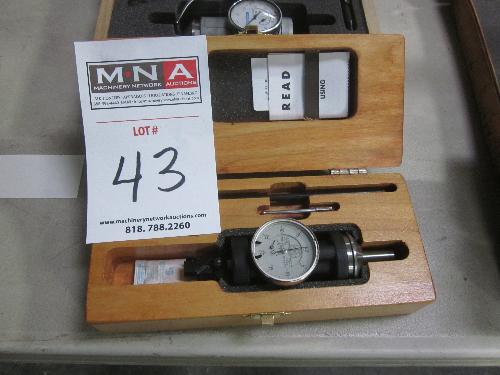 M·N·A
MACHINERY NETWORK AUCTIONS
LOT #
43
www.machinerynetworkauctions.com
818.788.2260
READ
USING